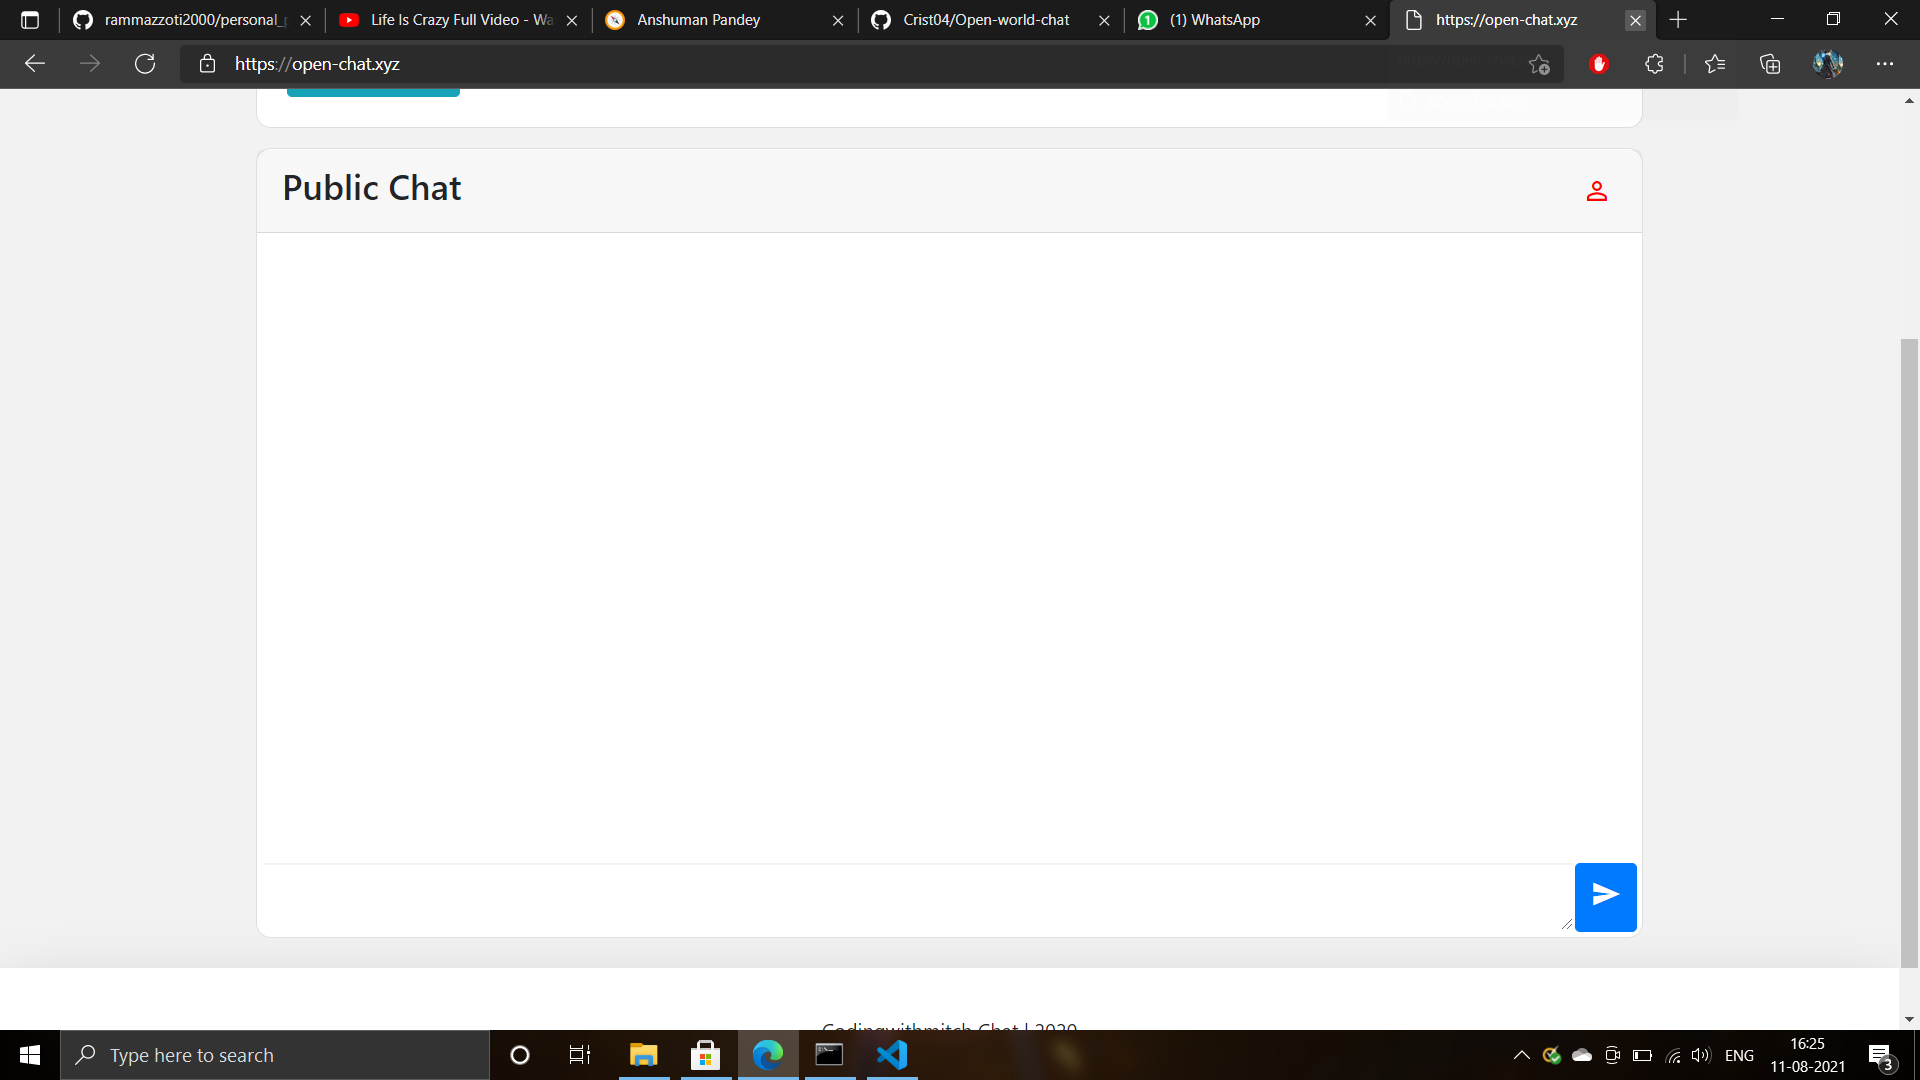 rammazzoti2000/personal_p
Life Is Crazy Full Video - Wa
Anshuman Pandey
Crist04/Open-world-chat
(1) WhatsApp
https://open-chat.xyz
https://open-chat.xyz
Public Chat
Codingwithmitch Chat | 2020
Type here to search
ENG
16:25
11-08-2021
3